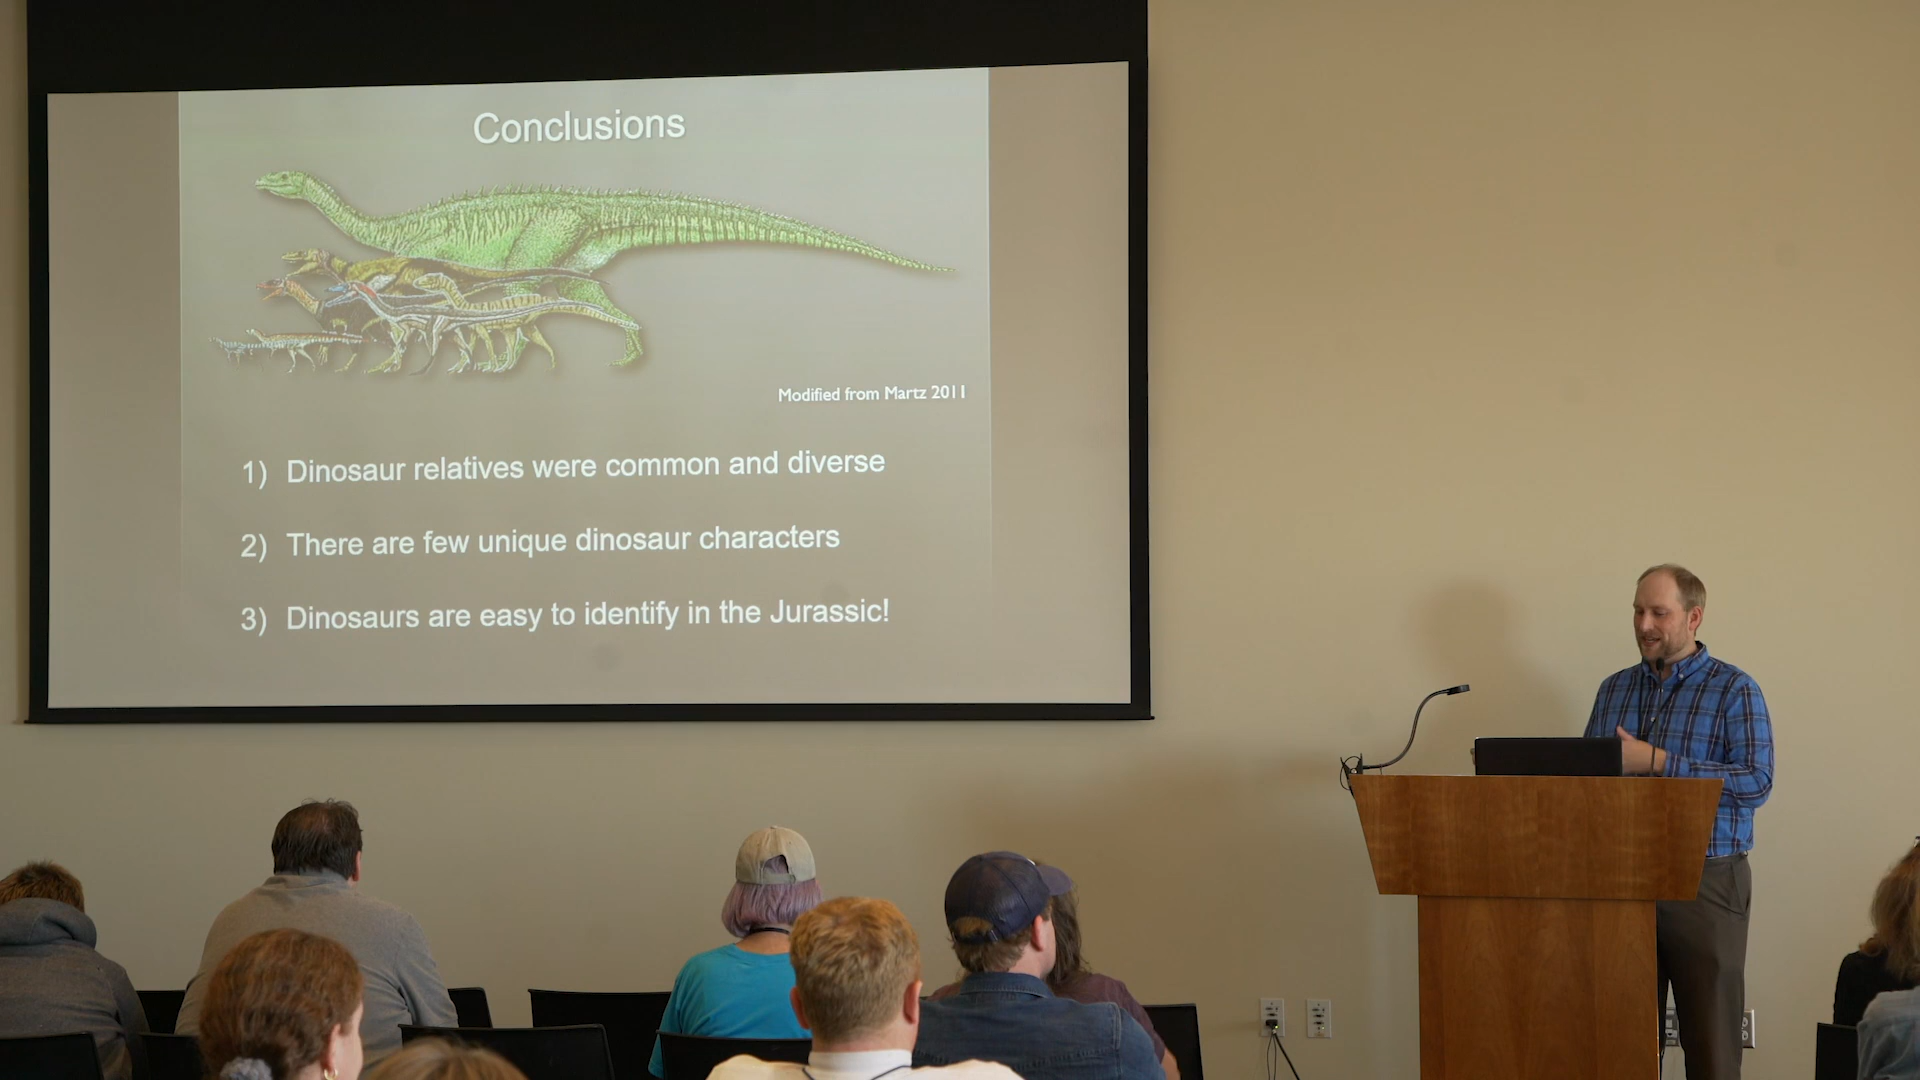 Conclusions
Modified from Martz 2011
1) Dinosaur relatives were common and diverse
2) There are few unique dinosaur characters
3) Dinosaurs are easy to identify in the Jurassic!